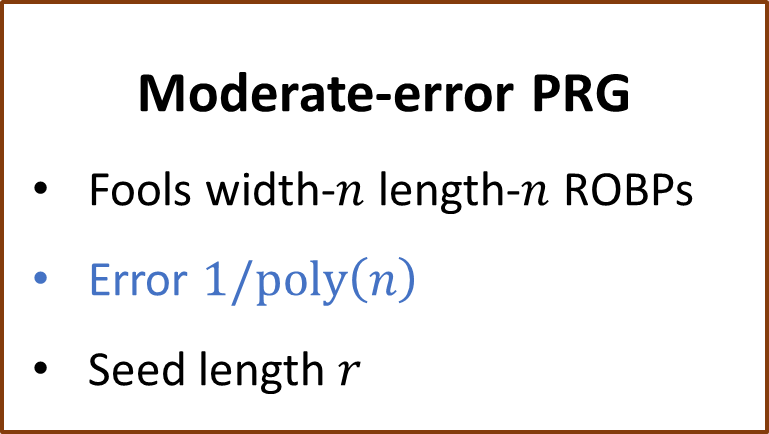 Moderate-error PRG
• Fools width-𝑛 length-𝑛 ROBPs
• Error 1/poly(𝑛)
• Seed length 𝑟